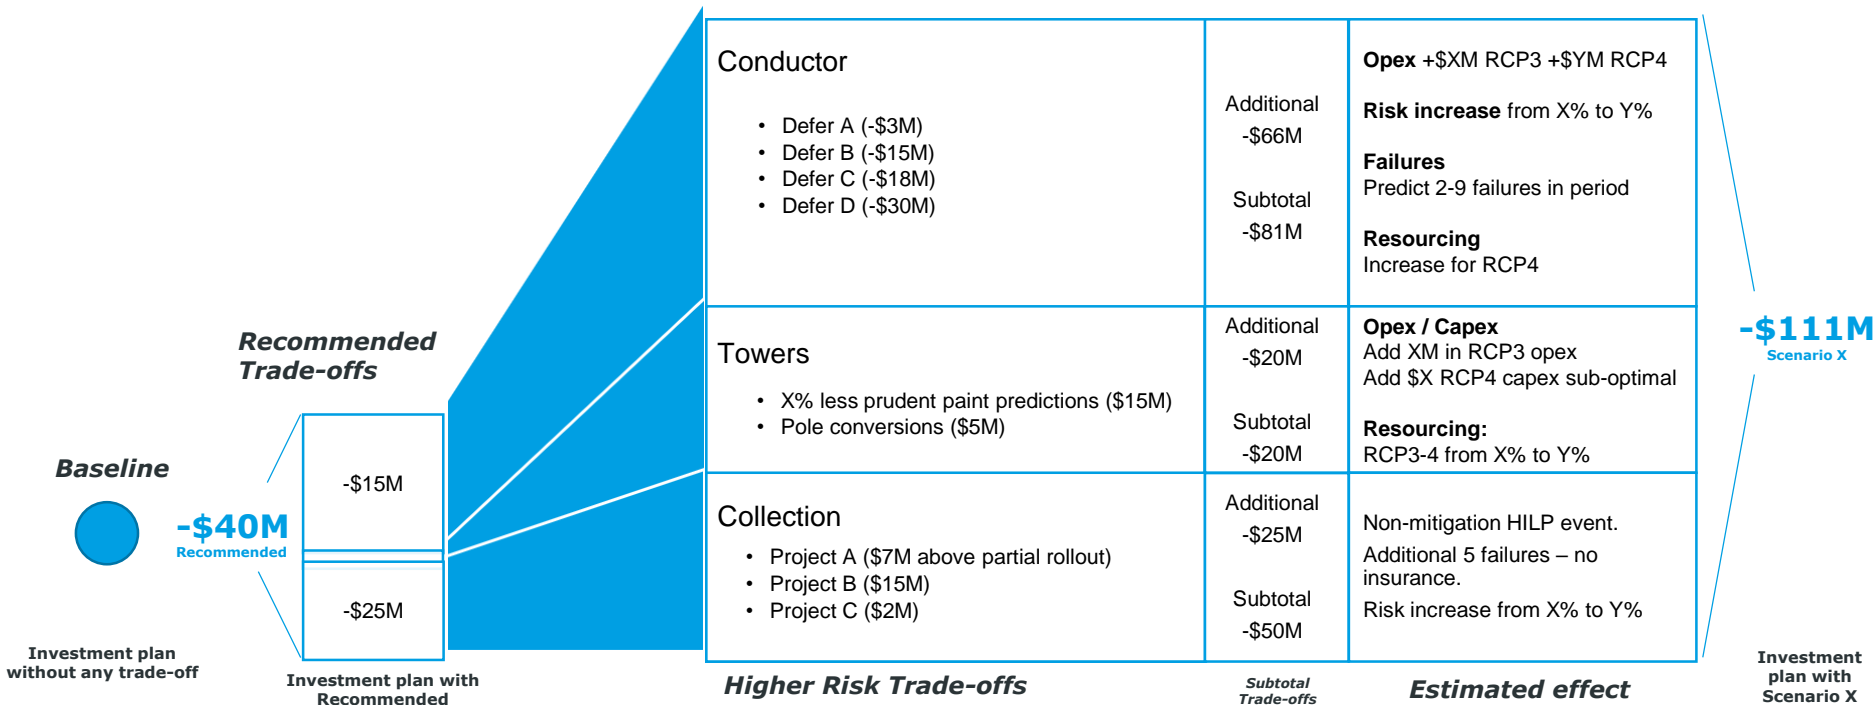 Baseline
Investment plan
without any trade-off
-$40M
Recommended
Recommended
Trade-offs
-$15M
-$25M
Investment plan with
Recommended
Conductor
• Defer A (-$3M)
• Defer B (-$15M)
• Defer C (-$18M)
• Defer D (-$30M)
Additional
-$66M
Subtotal
-$81M
Opex +$XM RCP3 +$YM RCP4
Risk increase from X% to Y%
Failures
Predict 2-9 failures in period
Resourcing
Increase for RCP4
Towers
• X% less prudent paint predictions ($15M)
• Pole conversions ($5M)
Additional
-$20M
Subtotal
-$20M
Opex / Capex
Add XM in RCP3 opex
Add $X RCP4 capex sub-optimal
Resourcing:
RCP3-4 from X% to Y%
Collection
• Project A ($7M above partial rollout)
• Project B ($15M)
• Project C ($2M)
Additional
-$25M
Subtotal
-$50M
Non-mitigation HILP event.
Additional 5 failures – no
insurance.
Risk increase from X% to Y%
Higher Risk Trade-offs
Subtotal
Trade-offs
Estimated effect
-$111M
Scenario X
Investment
plan with
Scenario X